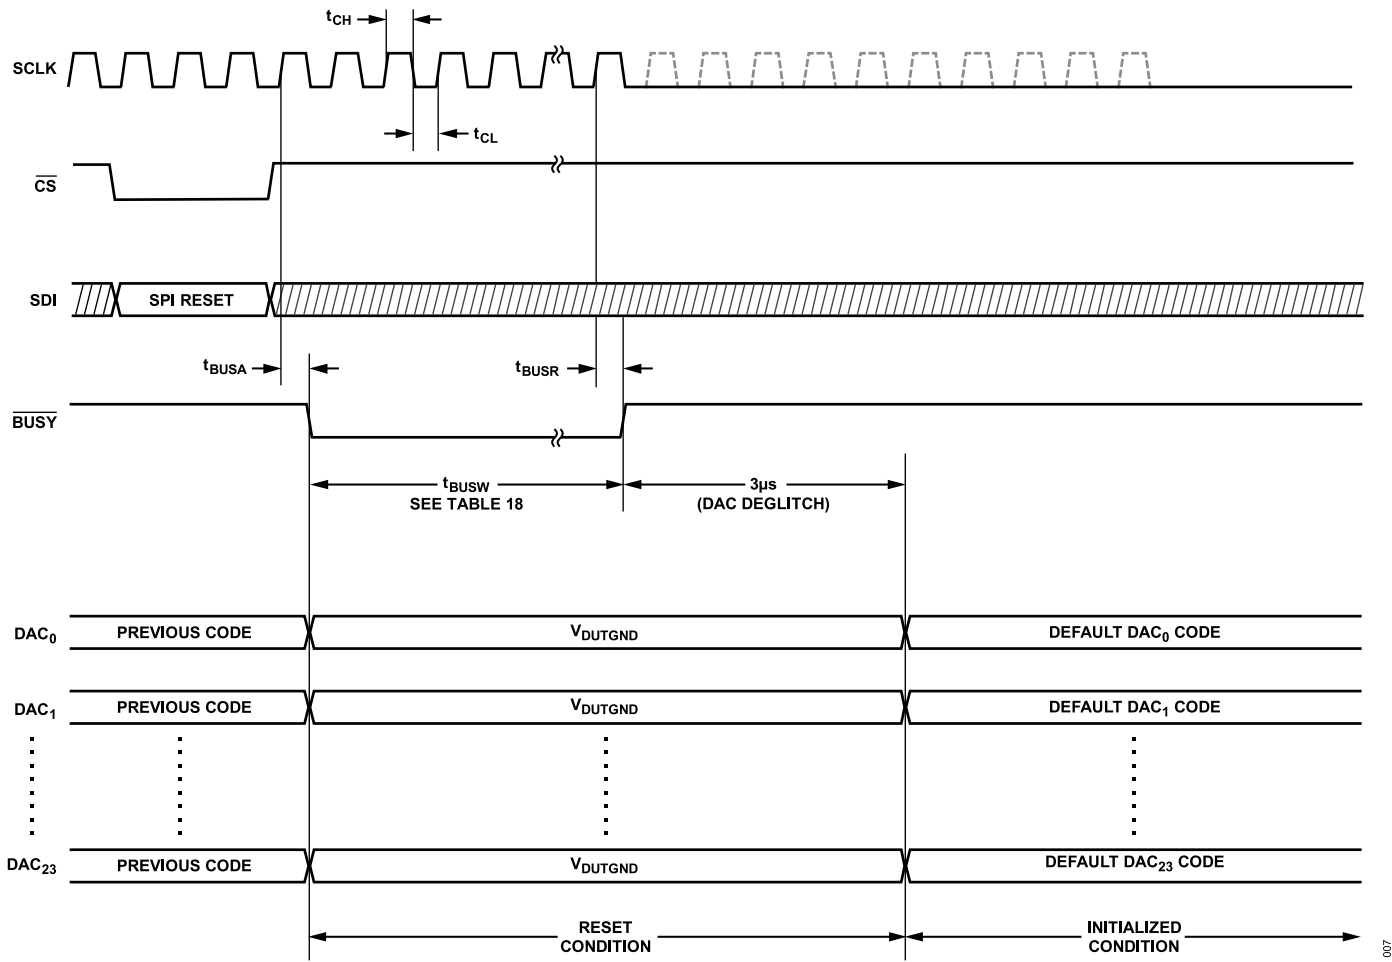 tCH
SCLK
tCL
CS
SDI
SPI RESET
tBUSA
tBUSR
BUSY
tBUSW
SEE TABLE 18
3µs
(DAC DEGLITCH)
DAC0
PREVIOUS CODE
VDUTGND
DEFAULT DAC0 CODE
DAC1
PREVIOUS CODE
VDUTGND
DEFAULT DAC1 CODE
DAC23
PREVIOUS CODE
VDUTGND
DEFAULT DAC23 CODE
RESET
CONDITION
INITIALIZED
CONDITION
007